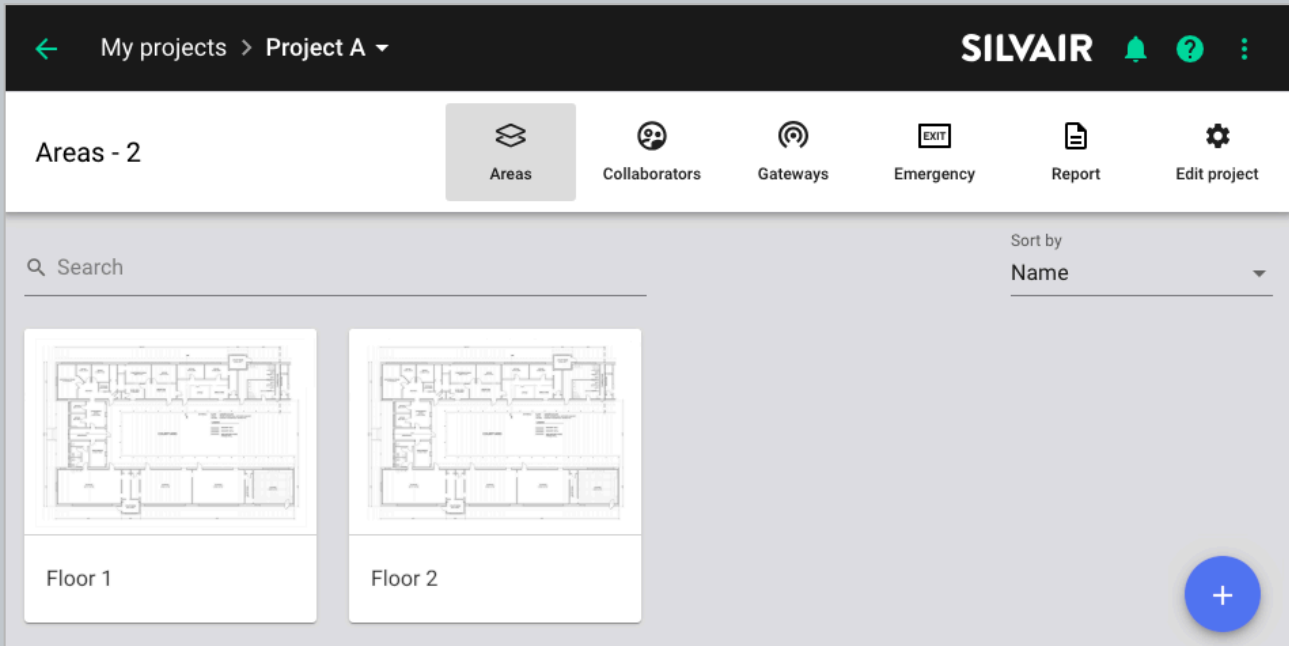 My projects > Project A
SILVAIR
Areas - 2
Areas
Collaborators
Gateways
EXIT
Emergency
Report
Edit project
Search
Sort by
Name
Floor 1
Floor 2